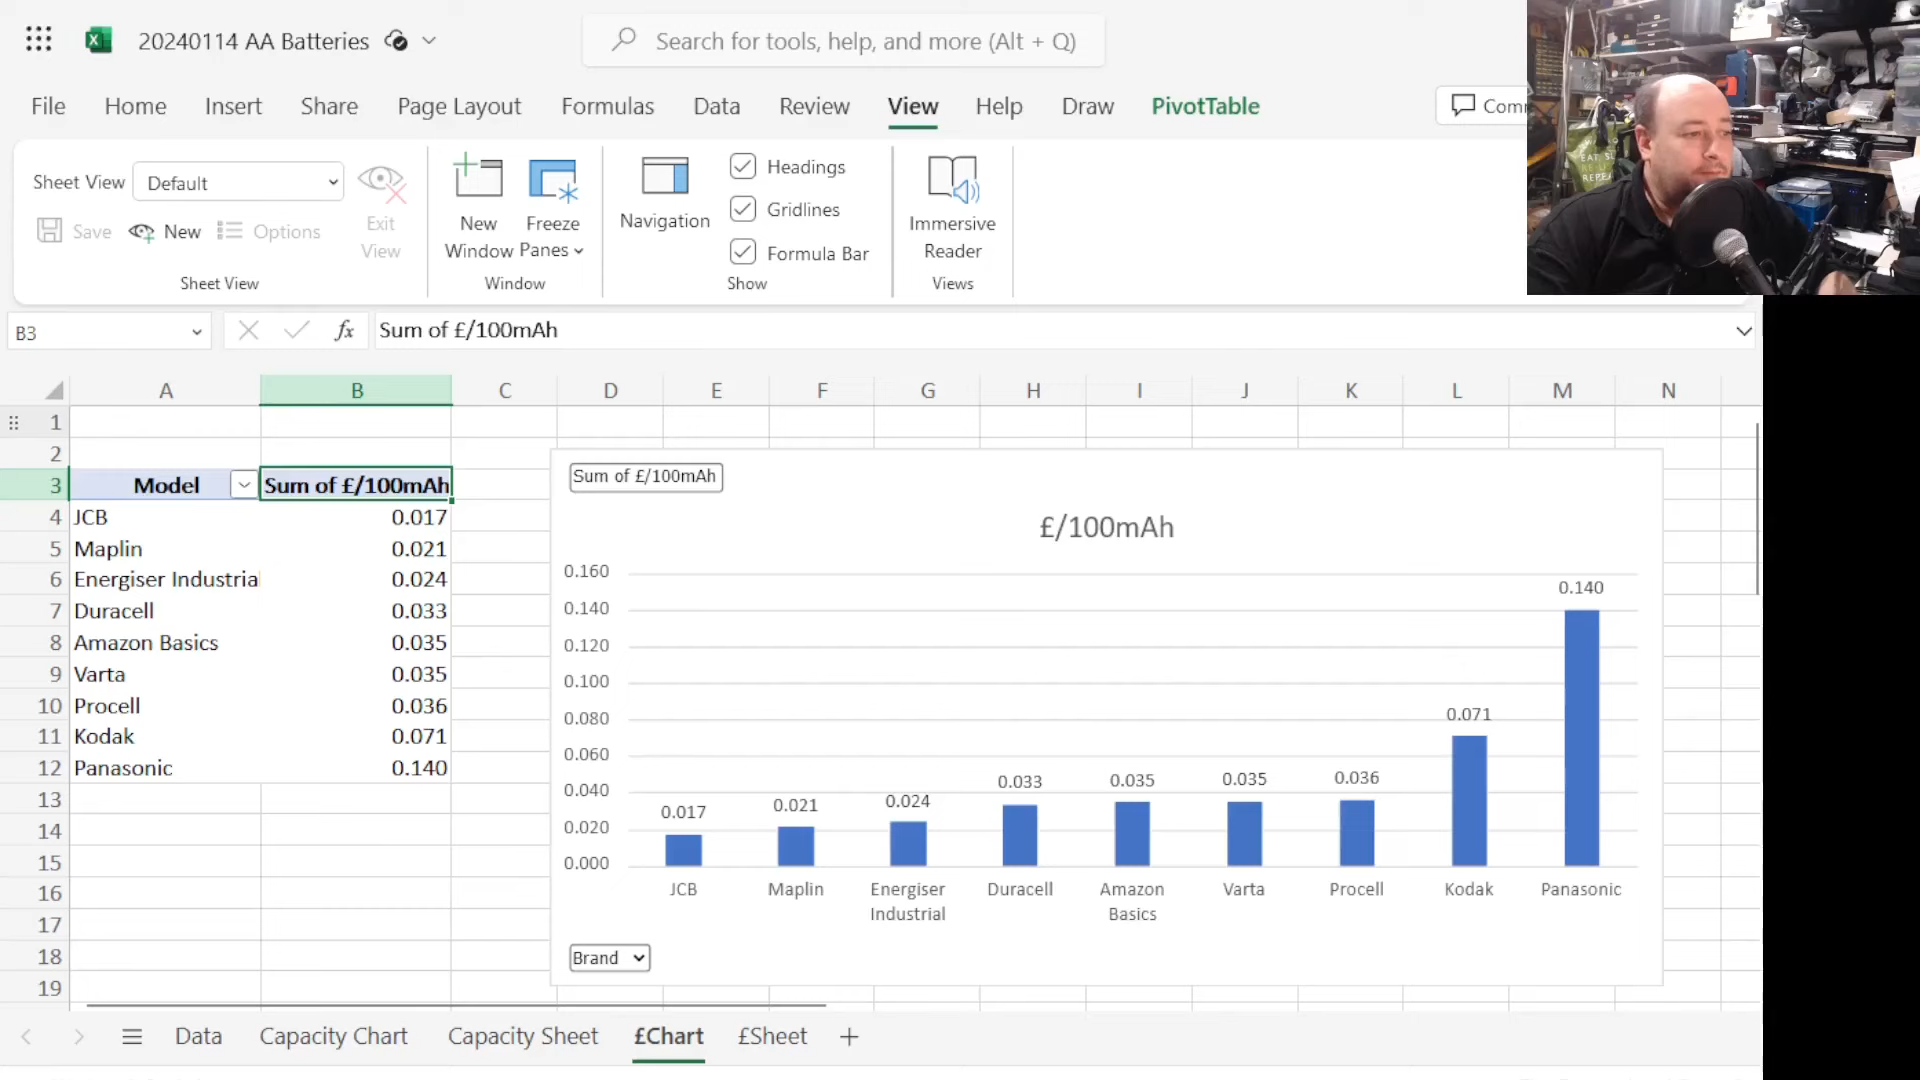 20240114 AA Batteries
Search for tools, help, and more (Alt + Q)
File Home Insert Share Page Layout Formulas Data Review View Help Draw PivotTable
Sheet View Default
Save New Options
Exit View
Sheet View
New Window
Freeze Panes
Window
Navigation
Headings
Gridlines
Formula Bar
Show
Immersive Reader
Views
EAT, SL
REPEA
B3 fx Sum of £/100mAh
A B C D E F G H I J K L M N
1
2
3 Model Sum of £/100mAh
4 JCB 0.017
5 Maplin 0.021
6 Energiser Industrial 0.024
7 Duracell 0.033
8 Amazon Basics 0.035
9 Varta 0.035
10 Procell 0.036
11 Kodak 0.071
12 Panasonic 0.140
13
14
15
16
17
18
19
Sum of £/100mAh
£/100mAh
0.160
0.140
0.120
0.100
0.080
0.060
0.040
0.020
0.000
0.017 0.021 0.024 0.033 0.035 0.035 0.036 0.071 0.140
JCB Maplin Energiser Industrial Duracell Amazon Basics Varta Procell Kodak Panasonic
Brand
Data Capacity Chart Capacity Sheet £Chart £Sheet